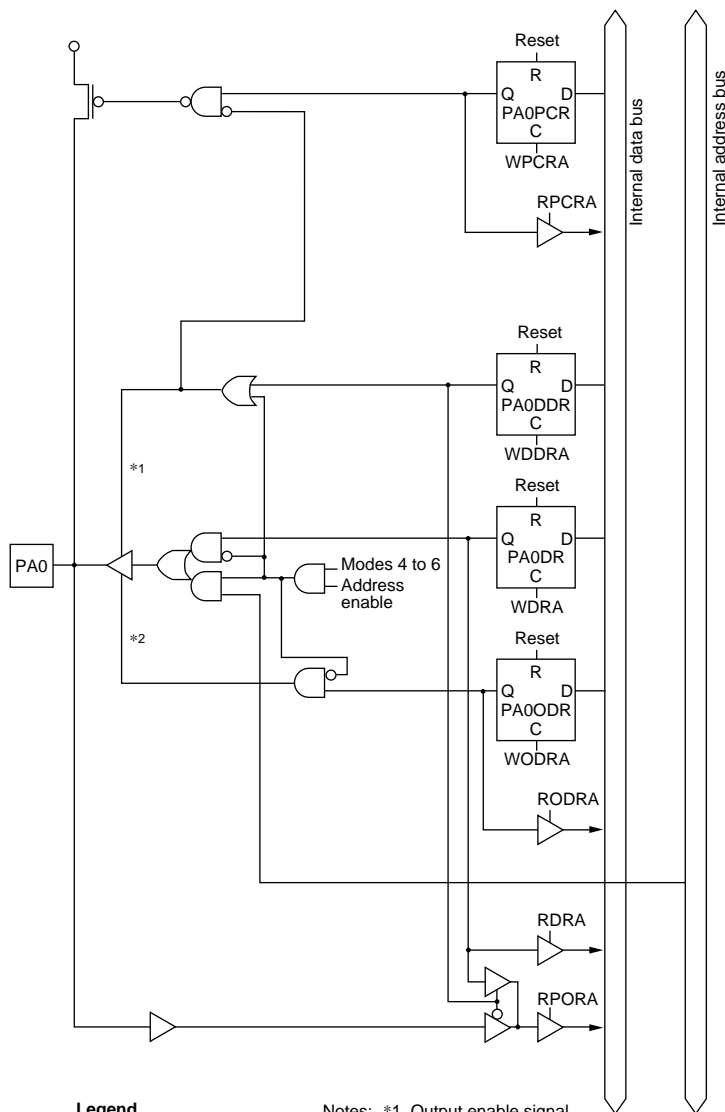 Reset
R
Q D
PA0PCR
C
WPCRA
RPCRA
Internal data bus
Internal address bus
Reset
R
Q D
PA0DDR
C
WDDRA
*1
Reset
R
Q D
PA0DR
C
WDRA
PA0
Modes 4 to 6
Address
enable
*2
Reset
R
Q D
PA0ODR
C
WODRA
RODRA
RDRA
RPORA
Legend
Notes: *1 Output enable signal